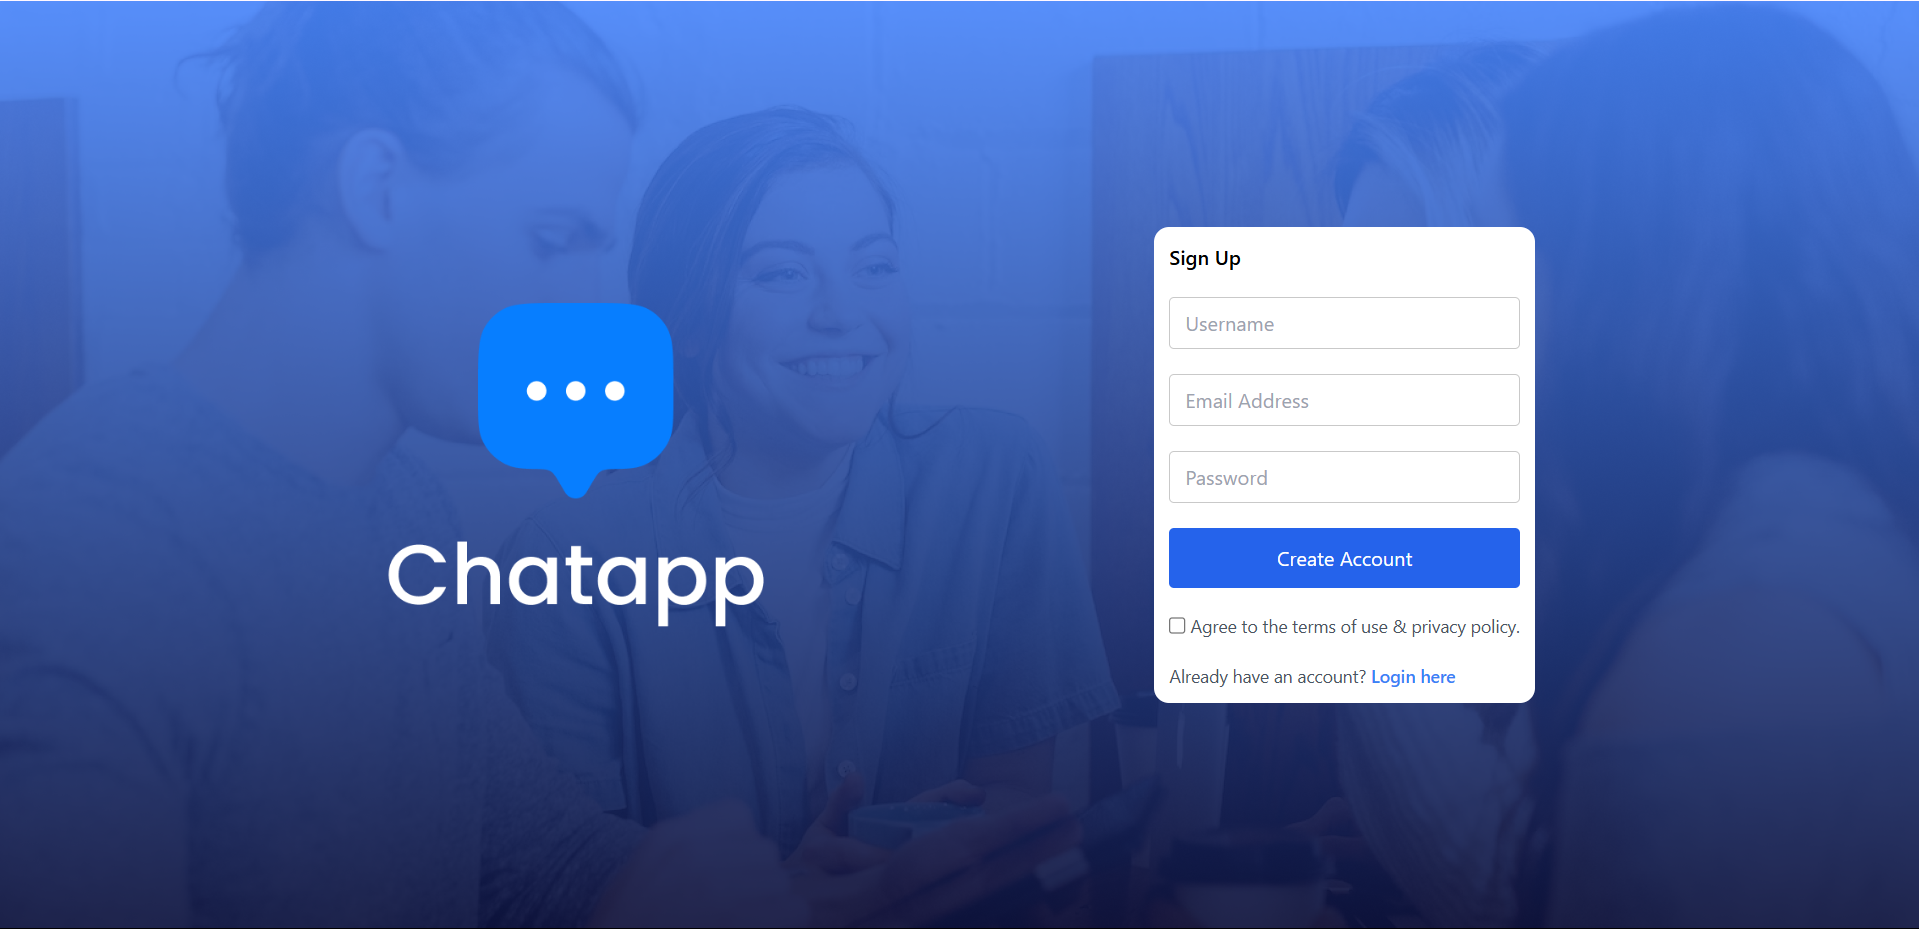 Chatapp
Sign Up
Username
Email Address
Password
Create Account
Agree to the terms of use & privacy policy.
Already have an account? Login here